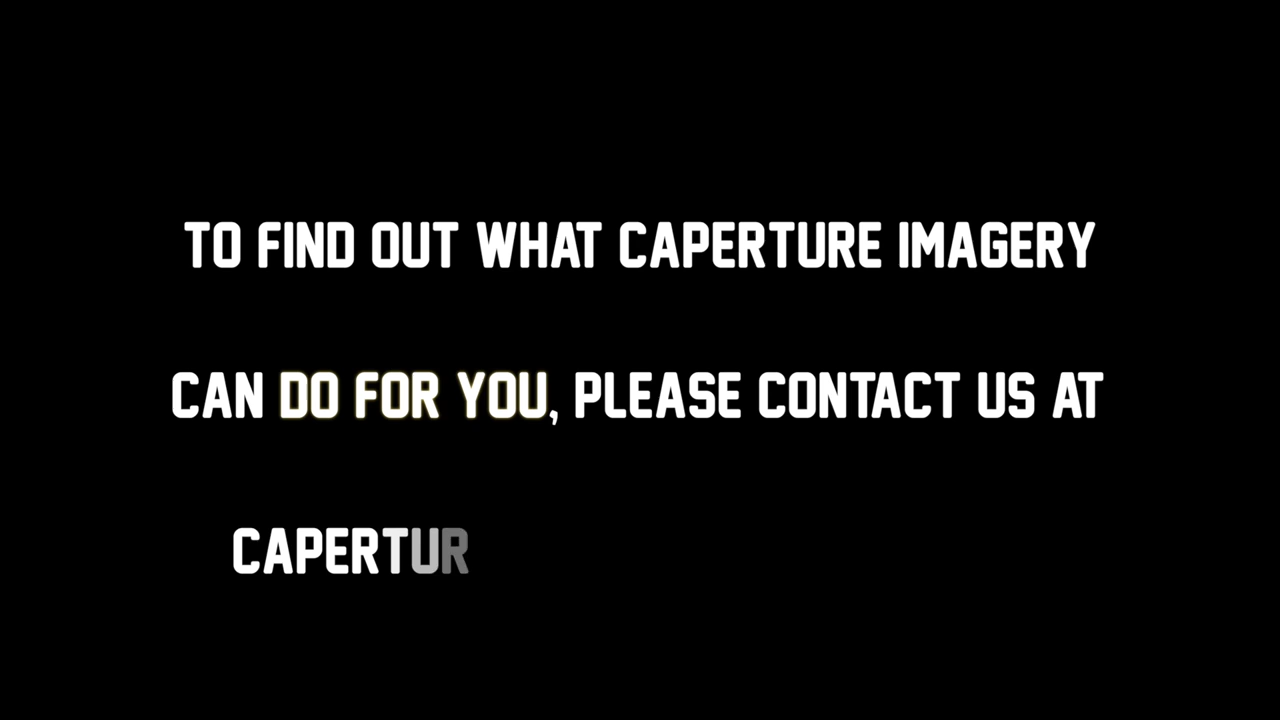 TO FIND OUT WHAT CAPERTURE IMAGERY
CAN DO FOR YOU, PLEASE CONTACT US AT
CAPERTUR